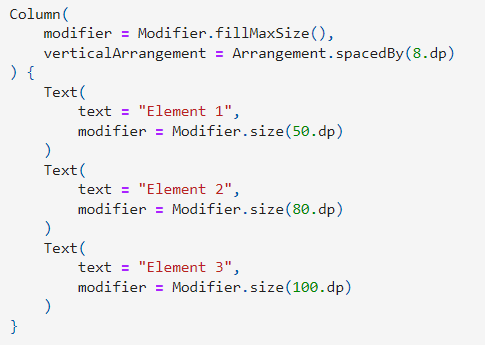 Column(
    modifier = Modifier.fillMaxSize(),
    verticalArrangement = Arrangement.spacedBy(8.dp)
) {
    Text(
        text = "Element 1",
        modifier = Modifier.size(50.dp)
    )
    Text(
        text = "Element 2",
        modifier = Modifier.size(80.dp)
    )
    Text(
        text = "Element 3",
        modifier = Modifier.size(100.dp)
    )
}